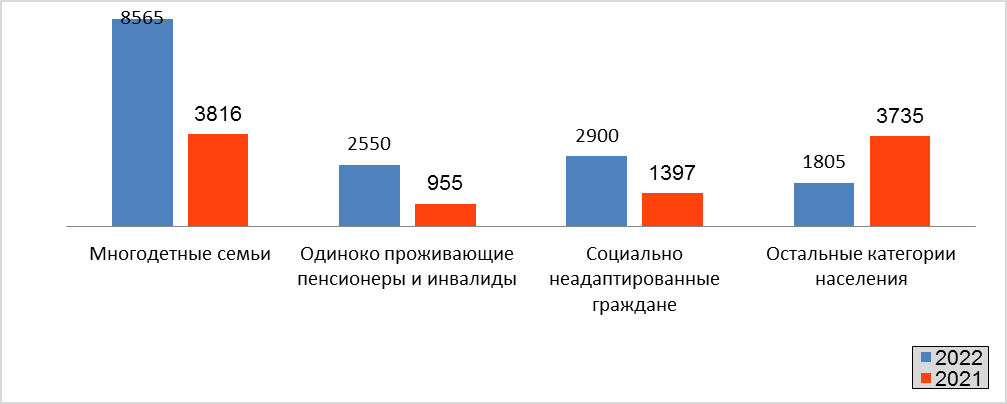 8565
3816
2550
955
2900
1397
1805
3735
Многодетные семьи
Одиноко проживающие
пенсионеры и инвалиды
Социально
неадаптированные
граждане
Остальные категории
населения
2022
2021